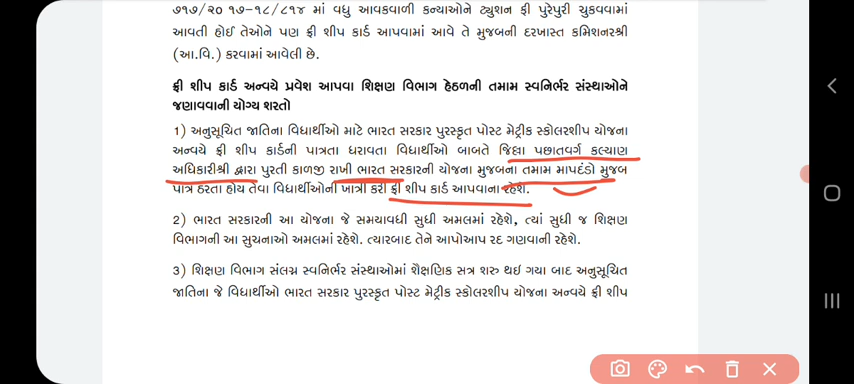 ૭૧૭/૨૦ ૧૭-૧૮/૮૧૪ માં વધુ આવકવાળી કન્યાઓને ટ્યુશન ફી પુરેપુરી ચુકવવામાં
આવતી હોઈ તેઓને પણ ફ્રી શીપ કાર્ડ આપવામાં આવે તે મુજબની દરખાસ્ત કમિશનરશ્રી
(આ.વિ.) કરવામાં આવેલી છે.
ફ્રી શીપ કાર્ડ અન્વયે પ્રવેશ આપવા શિક્ષણ વિભાગ હેઠળની તમામ સ્વનિર્ભર સંસ્થાઓને
જણાવવાની યોગ્ય શરતો
1) અનુસૂચિત જાતિના વિદ્યાર્થીઓ માટે ભારત સરકાર પુરસ્કૃત પોસ્ટ મેટ્રીક સ્કોલરશીપ યોજના
અન્વયે ફ્રી શીપ કાર્ડની પાત્રતા ધરાવતા વિદ્યાર્થીઓ બાબતે જિલ્લા પછાતવર્ગ કલ્યાણ
અધિકારીશ્રી દ્વારા પુરતી કાળજી રાખી ભારત સરકારની યોજના મુજબના તમામ માપદંડો મુજબ
પાત્ર ઠરતા હોય તેવા વિદ્યાર્થીઓની ખાત્રી કરી ફ્રી શીપ કાર્ડ આપવાના રહેશે.
2) ભારત સરકારની આ યોજના જે સમયાવધી સુધી અમલમાં રહેશે, ત્યાં સુધી જ શિક્ષણ
વિભાગની આ સુચનાઓ અમલમાં રહેશે. ત્યારબાદ તેને આપોઆપ રદ ગણવાની રહેશે.
3) શિક્ષણ વિભાગ સંલગ્ન સ્વનિર્ભર સંસ્થાઓમાં શૈક્ષણિક સત્ર શરુ થઈ ગયા બાદ અનુસૂચિત
જાતિના જે વિદ્યાર્થીઓ ભારત સરકાર પુરસ્કૃત પોસ્ટ મેટ્રીક સ્કોલરશીપ યોજના અન્વયે ફ્રી શીપ